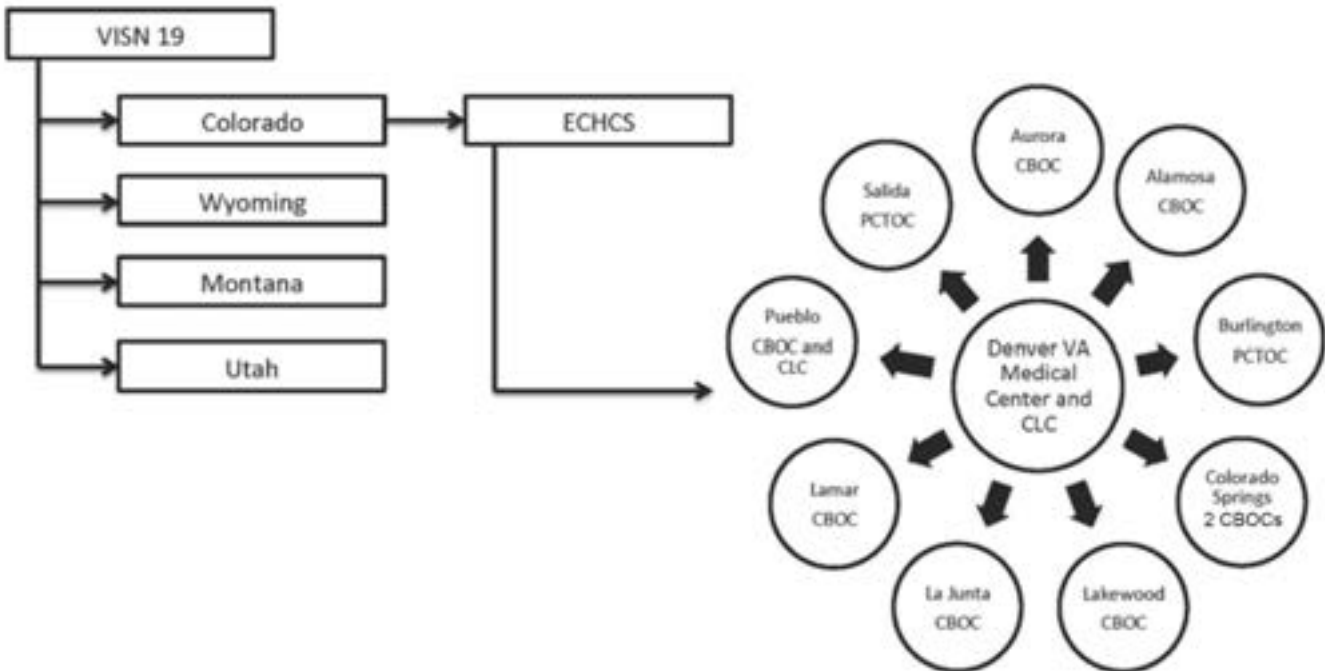 VISN 19
Colorado
ECHCS
Wyoming
Montana
Utah
Denver VA
Medical
Center and
CLC
Aurora
CBOC
Alamosa
CBOC
Burlington
PCTOC
Colorado
Springs
2 CBOCs
Lakewood
CBOC
La Junta
CBOC
Lamar
CBOC
Pueblo
CBOC and
CLC
Salida
PCTOC